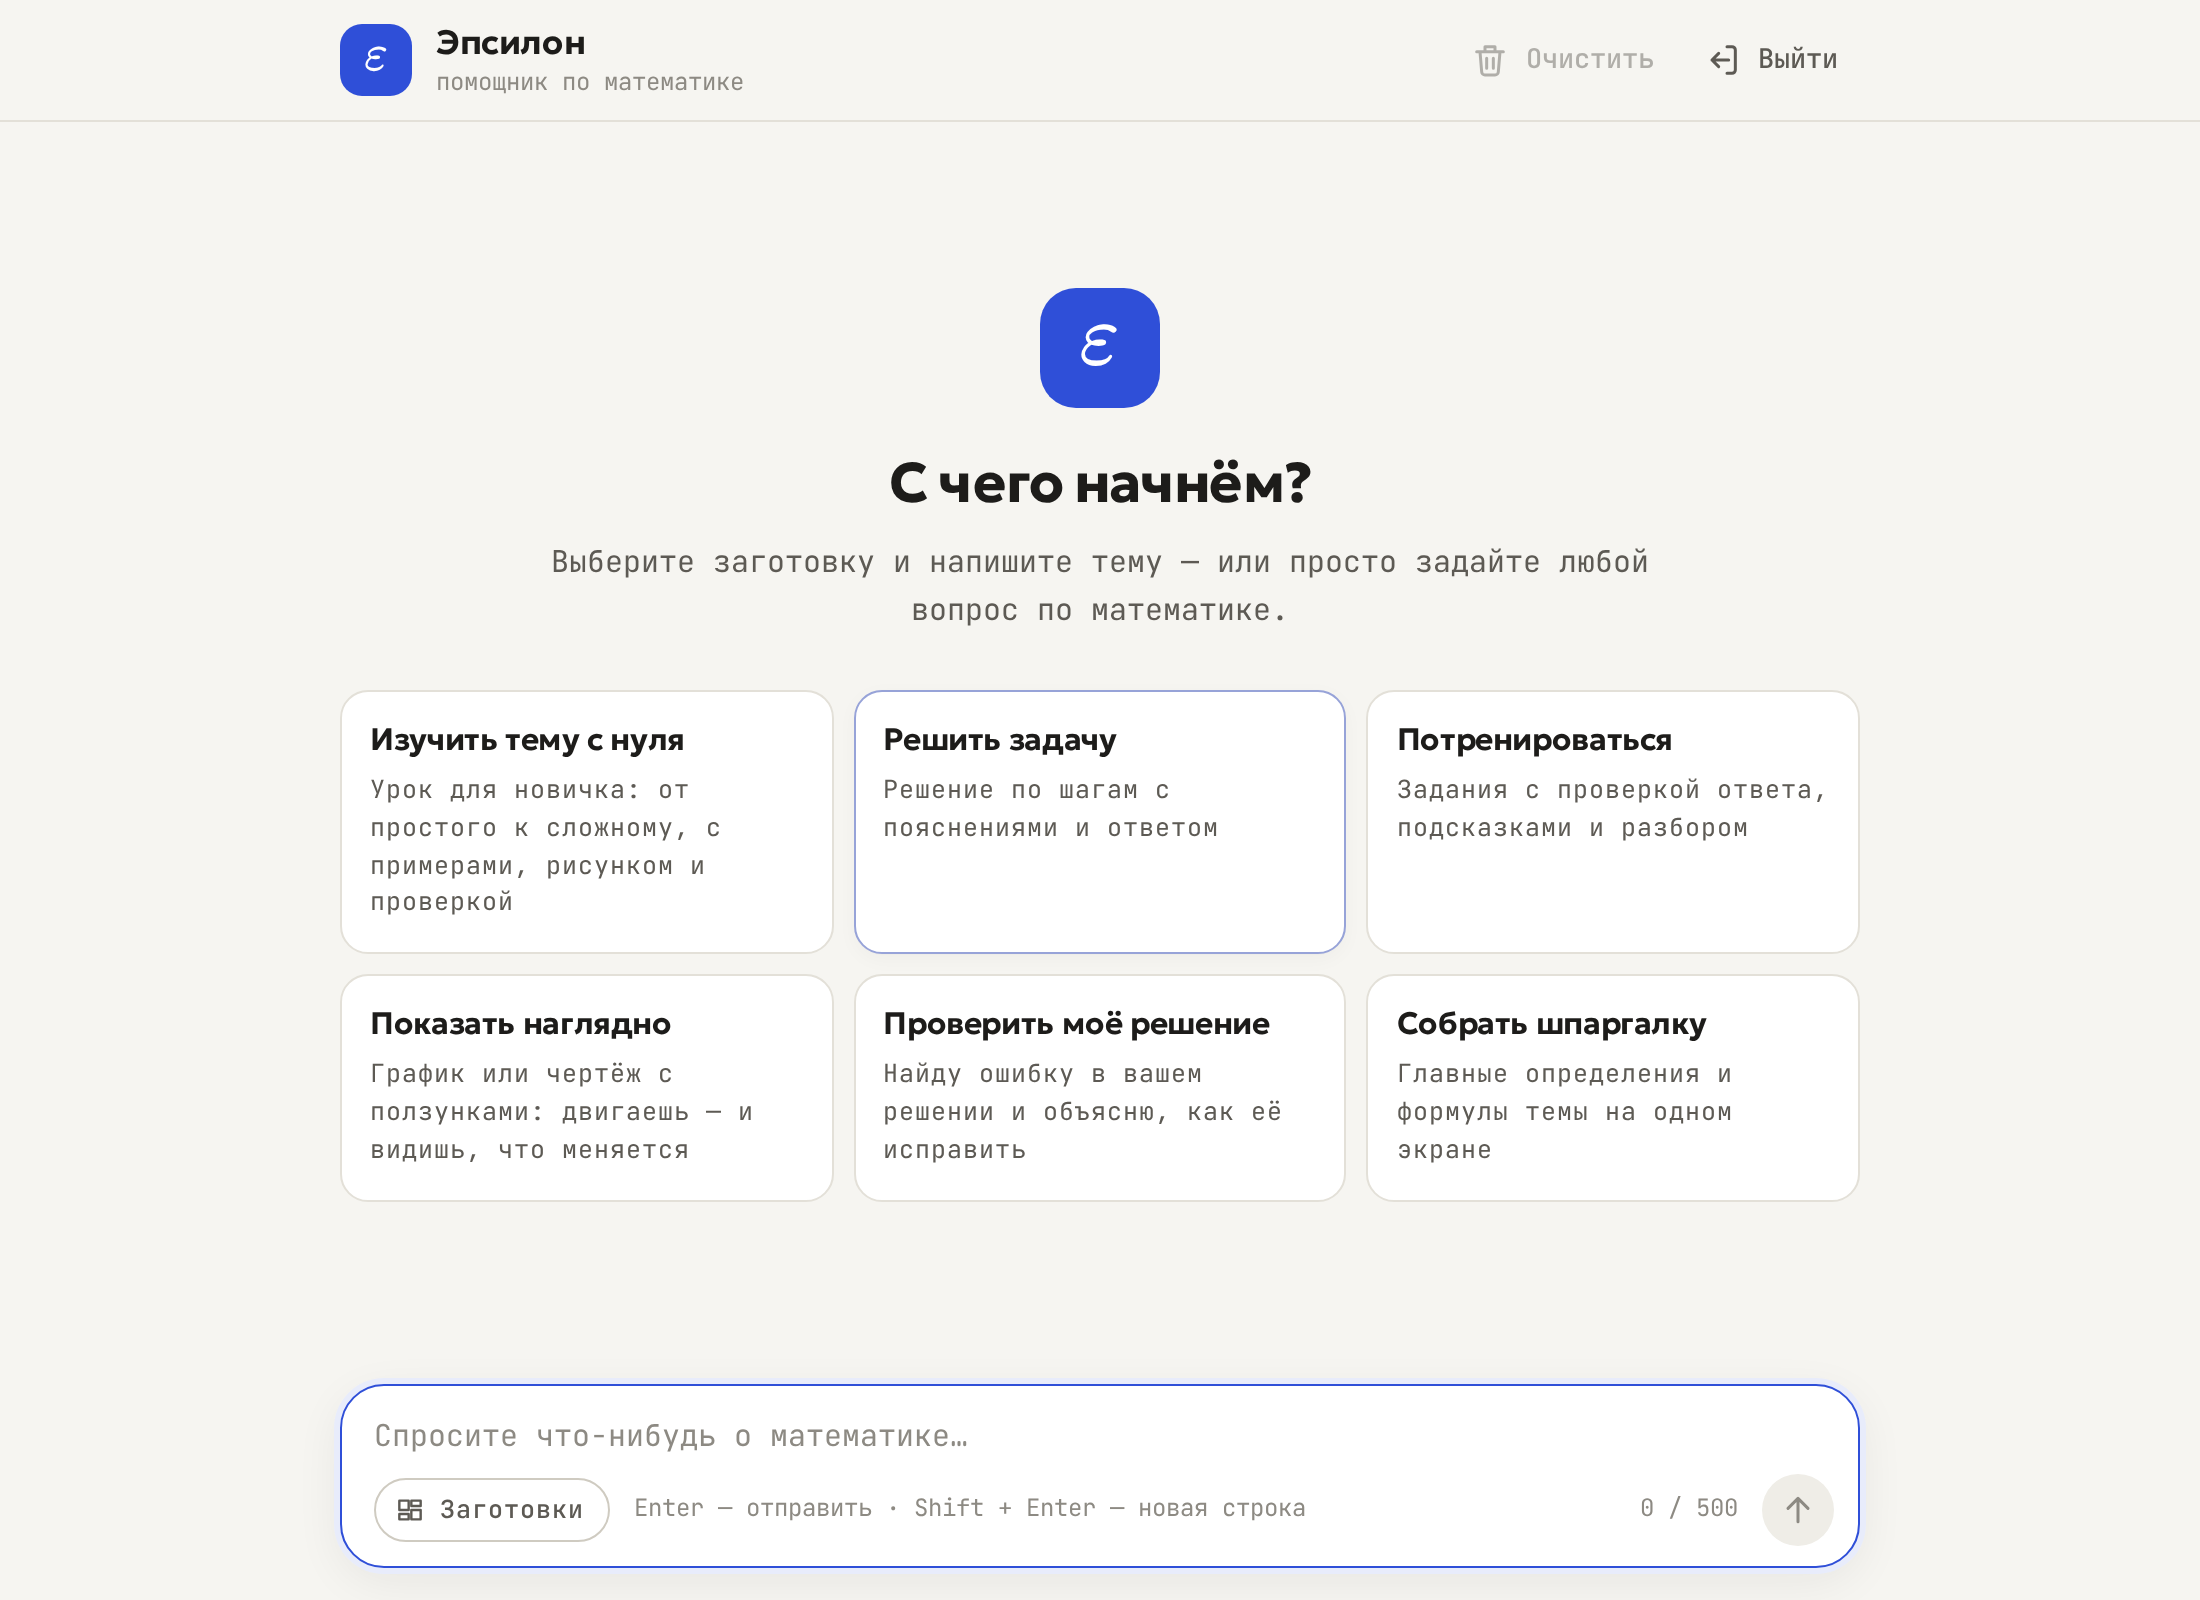 ε
Эпсилон
помощник по математике
Очистить
Выйти
ε
С чего начнём?
Выберите заготовку и напишите тему — или просто задайте любой
вопрос по математике.
Изучить тему с нуля
Урок для новичка: от
простого к сложному, с
примерами, рисунком и
проверкой
Решить задачу
Решение по шагам с
пояснениями и ответом
Потренироваться
Задания с проверкой ответа,
подсказками и разбором
Показать наглядно
График или чертёж с
ползунками: двигаешь — и
видишь, что меняется
Проверить моё решение
Найду ошибку в вашем
решении и объясню, как её
исправить
Собрать шпаргалку
Главные определения и
формулы темы на одном
экране
Спросите что-нибудь о математике…
Заготовки
Enter — отправить · Shift + Enter — новая строка
0 / 500